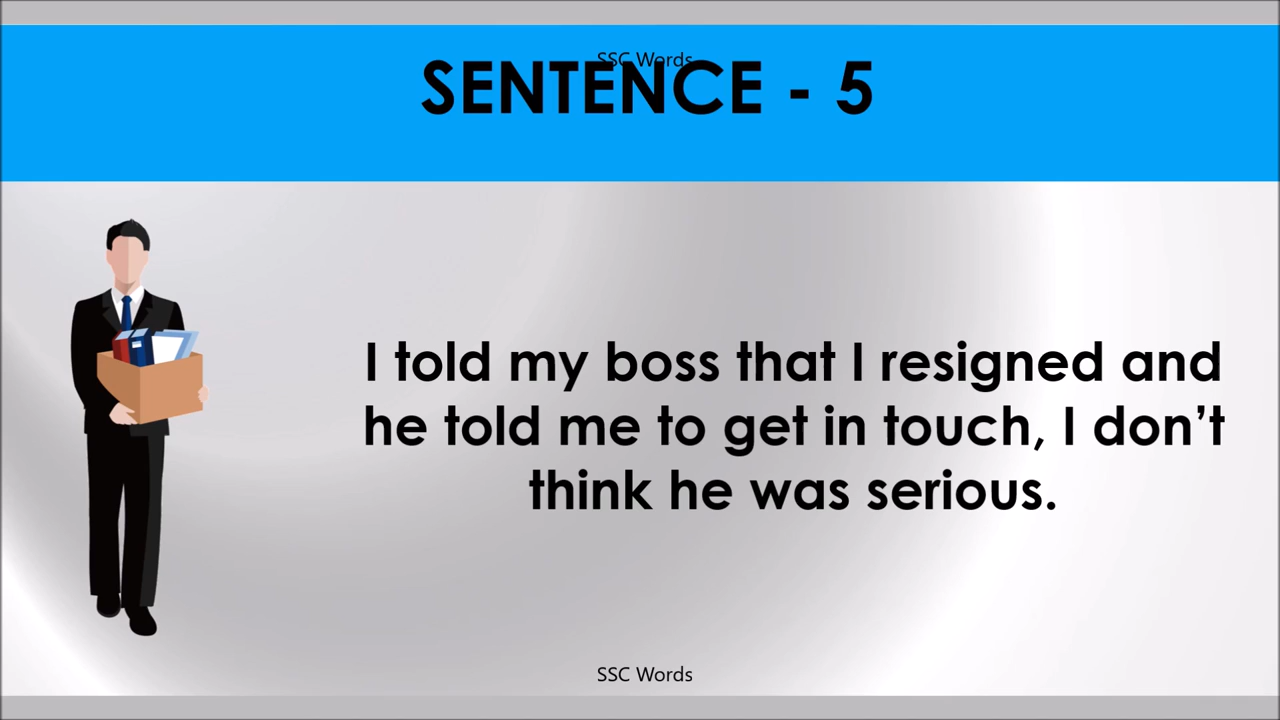 SSC Words
SENTENCE - 5
I told my boss that I resigned and
he told me to get in touch, I don’t
think he was serious.
SSC Words